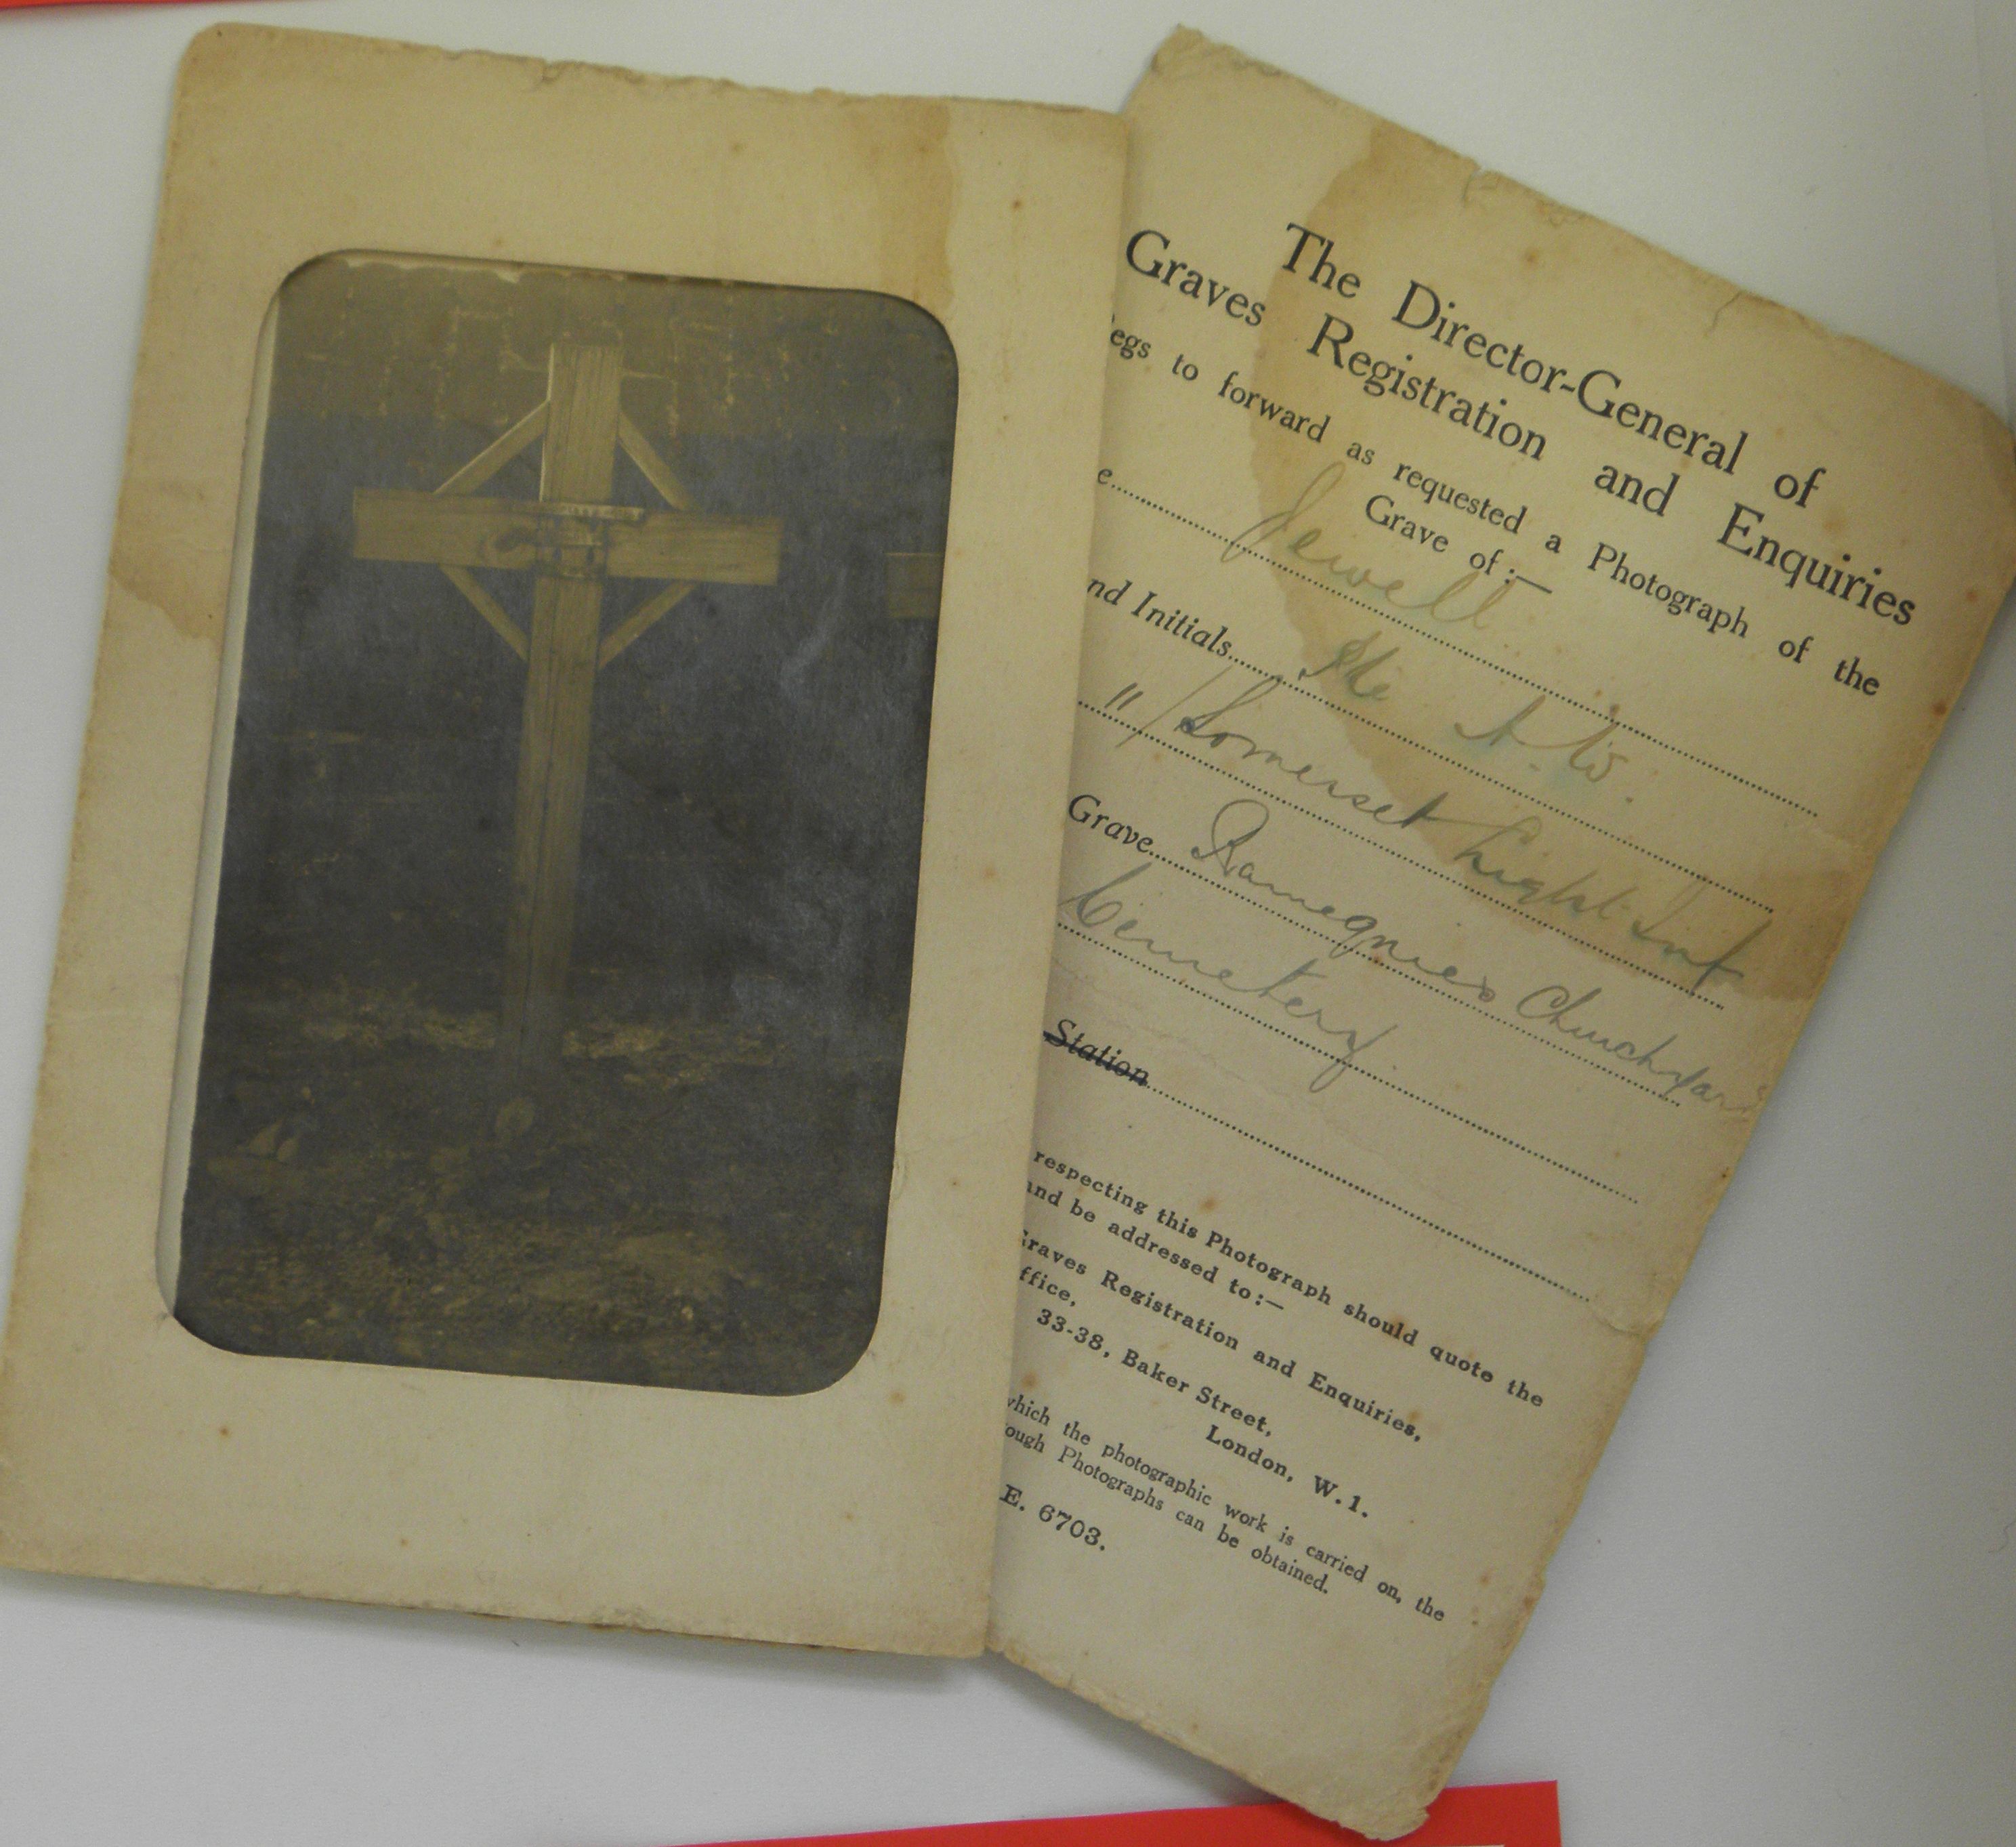 The Director-General of
Graves Registration and Enquiries
egs to forward as requested a Photograph of the
Grave of :—
e
Jewell.
nd Initials
Pte A. W.
"/Somerset Light Inf
Grave Ramegnies Churchyard
Cemetery.
Station
respecting this Photograph should quote the
and be addressed to :—
Graves Registration and Enquiries,
ffice,
33-38, Baker Street,
London, W. 1.
which the photographic work is carried on, the
ough Photographs can be obtained.
E. 6703.